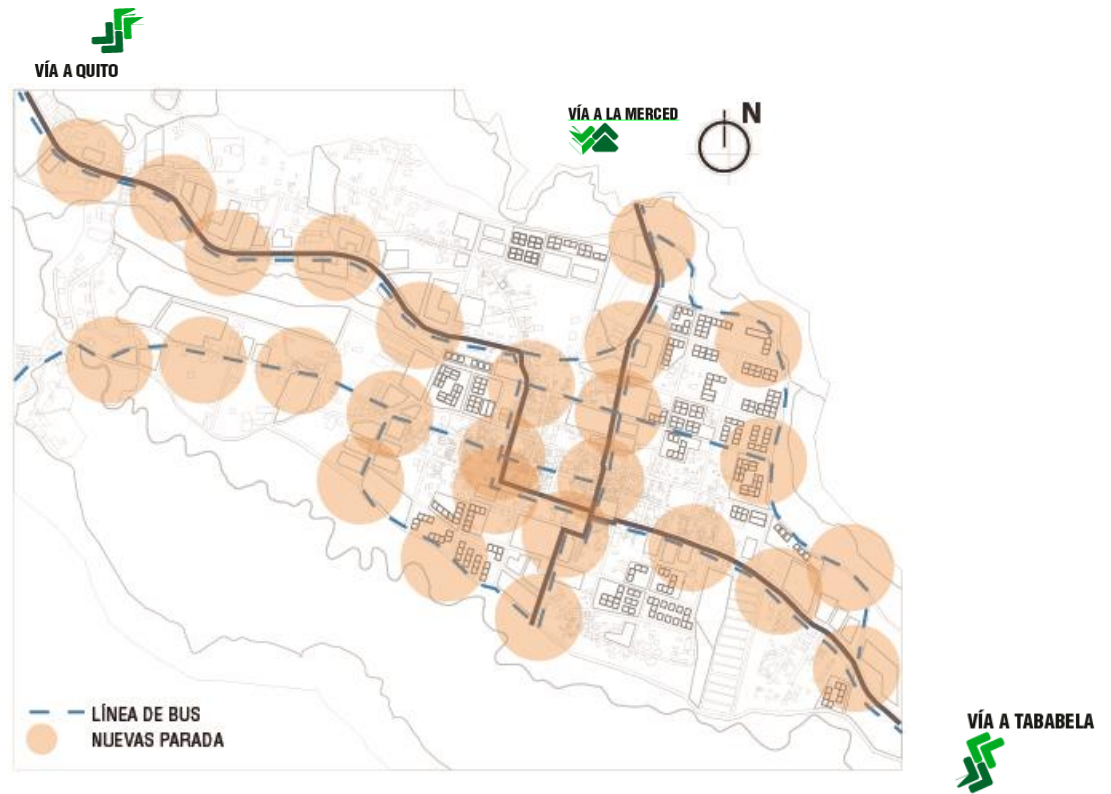 VÍA A QUITO
VÍA A LA MERCED
N
LÍNEA DE BUS
NUEVAS PARADA
VÍA A TABABELA